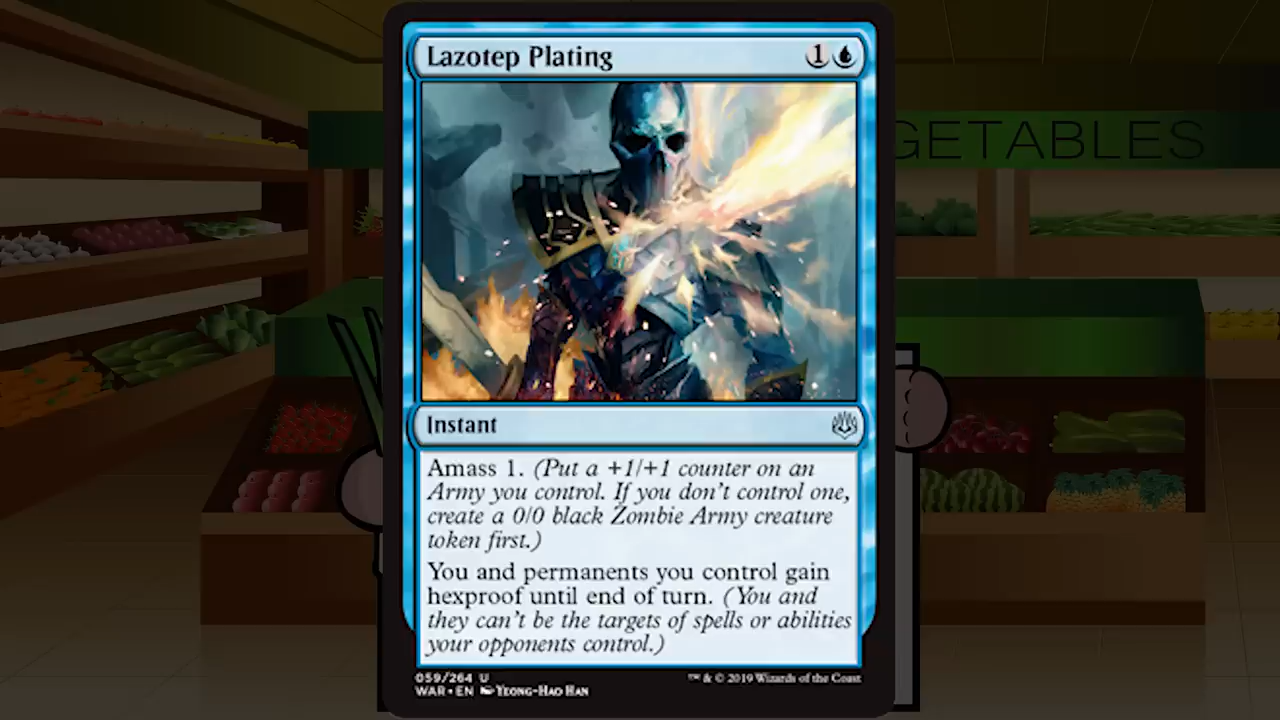 Lazotep Plating 1
GETABLES
Instant
Amass 1. (Put a +1/+1 counter on an
Army you control. If you don't control one,
create a 0/0 black Zombie Army creature
token first.)
You and permanents you control gain
hexproof until end of turn. (You and
they can't be the targets of spells or abilities
your opponents control.)
059/264 U
WAR • EN Yeong-Hao Han
™ & © 2019 Wizards of the Coast